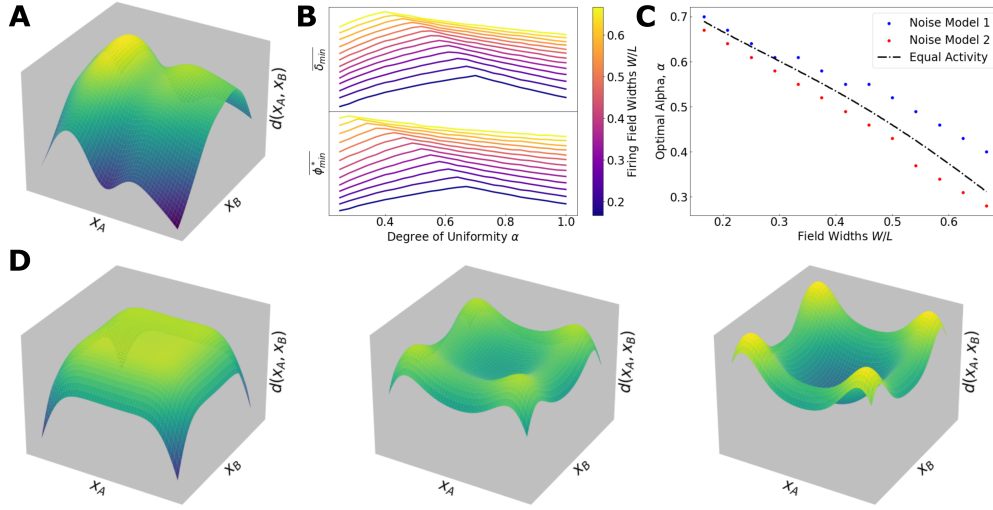 A
d(x_A, x_B)
x_A
x_B
B
\overline{δ_min}
\overline{ϕ*_min}
0.4 0.6 0.8 1.0
Degree of Uniformity α
0.6
0.5
0.4
0.3
0.2
Firing Field Widths W/L
C
Noise Model 1
Noise Model 2
Equal Activity
0.7
0.6
0.5
0.4
0.3
Optimal Alpha, α
0.2 0.3 0.4 0.5 0.6
Field Widths W/L
D
d(x_A, x_B)
x_A
x_B
d(x_A, x_B)
x_A
x_B
d(x_A, x_B)
x_A
x_B